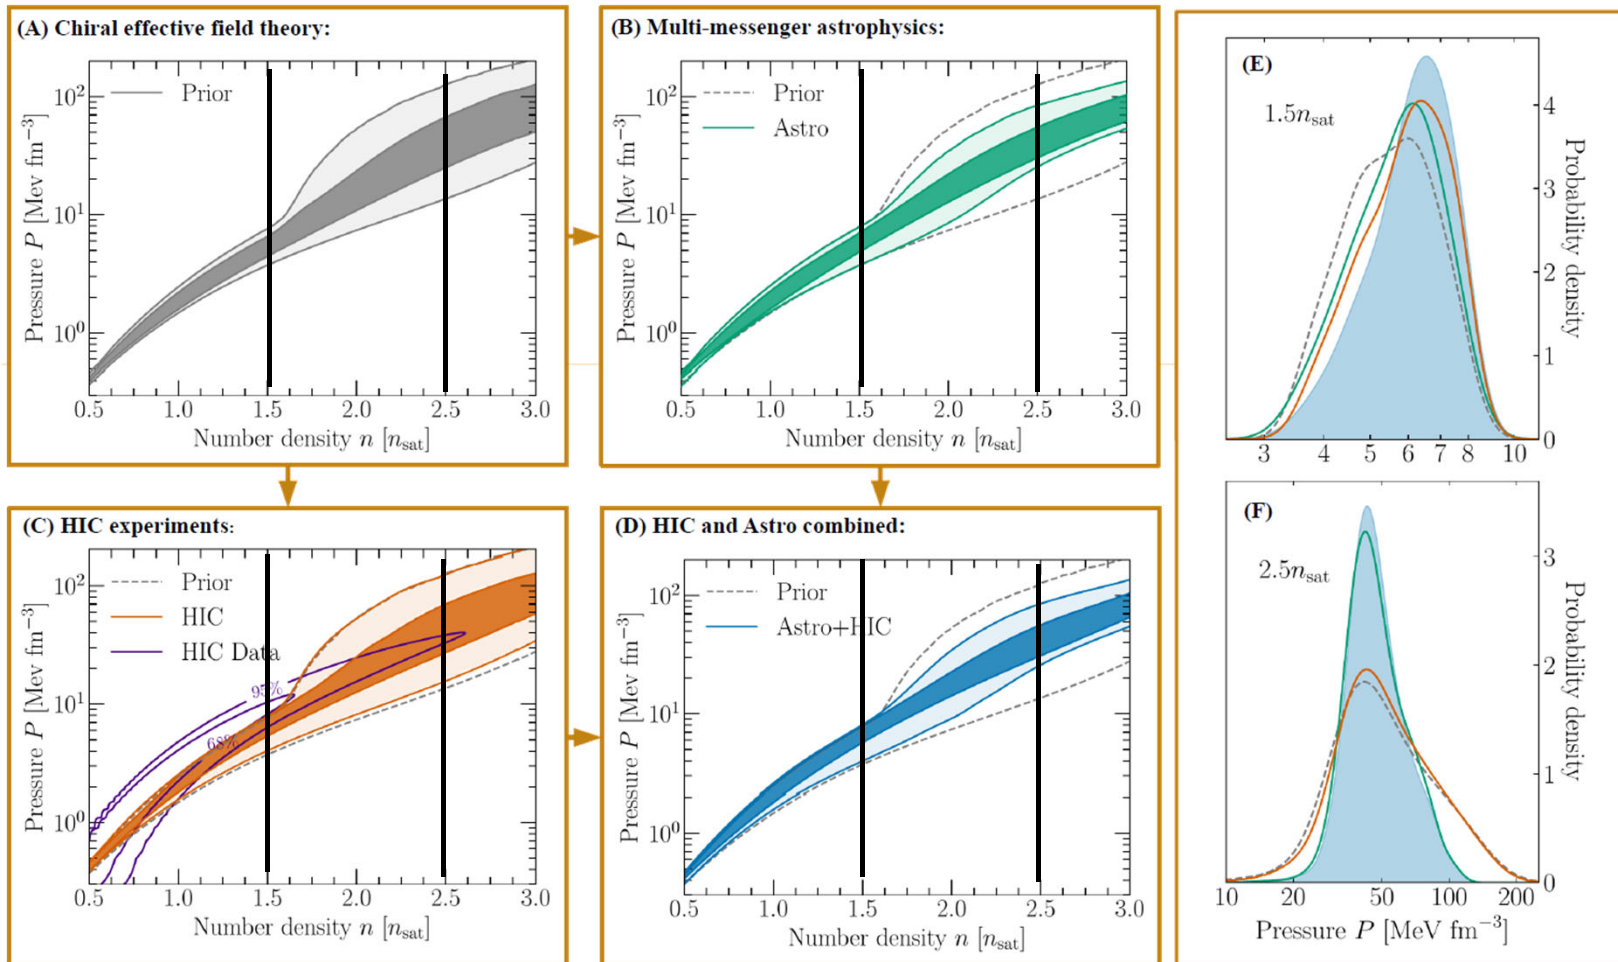 (A) Chiral effective field theory:
Prior
Pressure P [Mev fm⁻³]
10²
10¹
10⁰
0.5 1.0 1.5 2.0 2.5 3.0
Number density n [n_sat]
(B) Multi-messenger astrophysics:
Prior
Astro
Pressure P [Mev fm⁻³]
10²
10¹
10⁰
0.5 1.0 1.5 2.0 2.5 3.0
Number density n [n_sat]
(C) HIC experiments:
Prior
HIC
HIC Data
95%
68%
Pressure P [Mev fm⁻³]
10²
10¹
10⁰
0.5 1.0 1.5 2.0 2.5 3.0
Number density n [n_sat]
(D) HIC and Astro combined:
Prior
Astro+HIC
Pressure P [Mev fm⁻³]
10²
10¹
10⁰
0.5 1.0 1.5 2.0 2.5 3.0
Number density n [n_sat]
(E)
1.5n_sat
4
3
2
1
0
Probability density
3 4 5 6 7 8 10
(F)
2.5n_sat
3
2
1
0
Probability density
10 20 50 100 200
Pressure P [MeV fm⁻³]